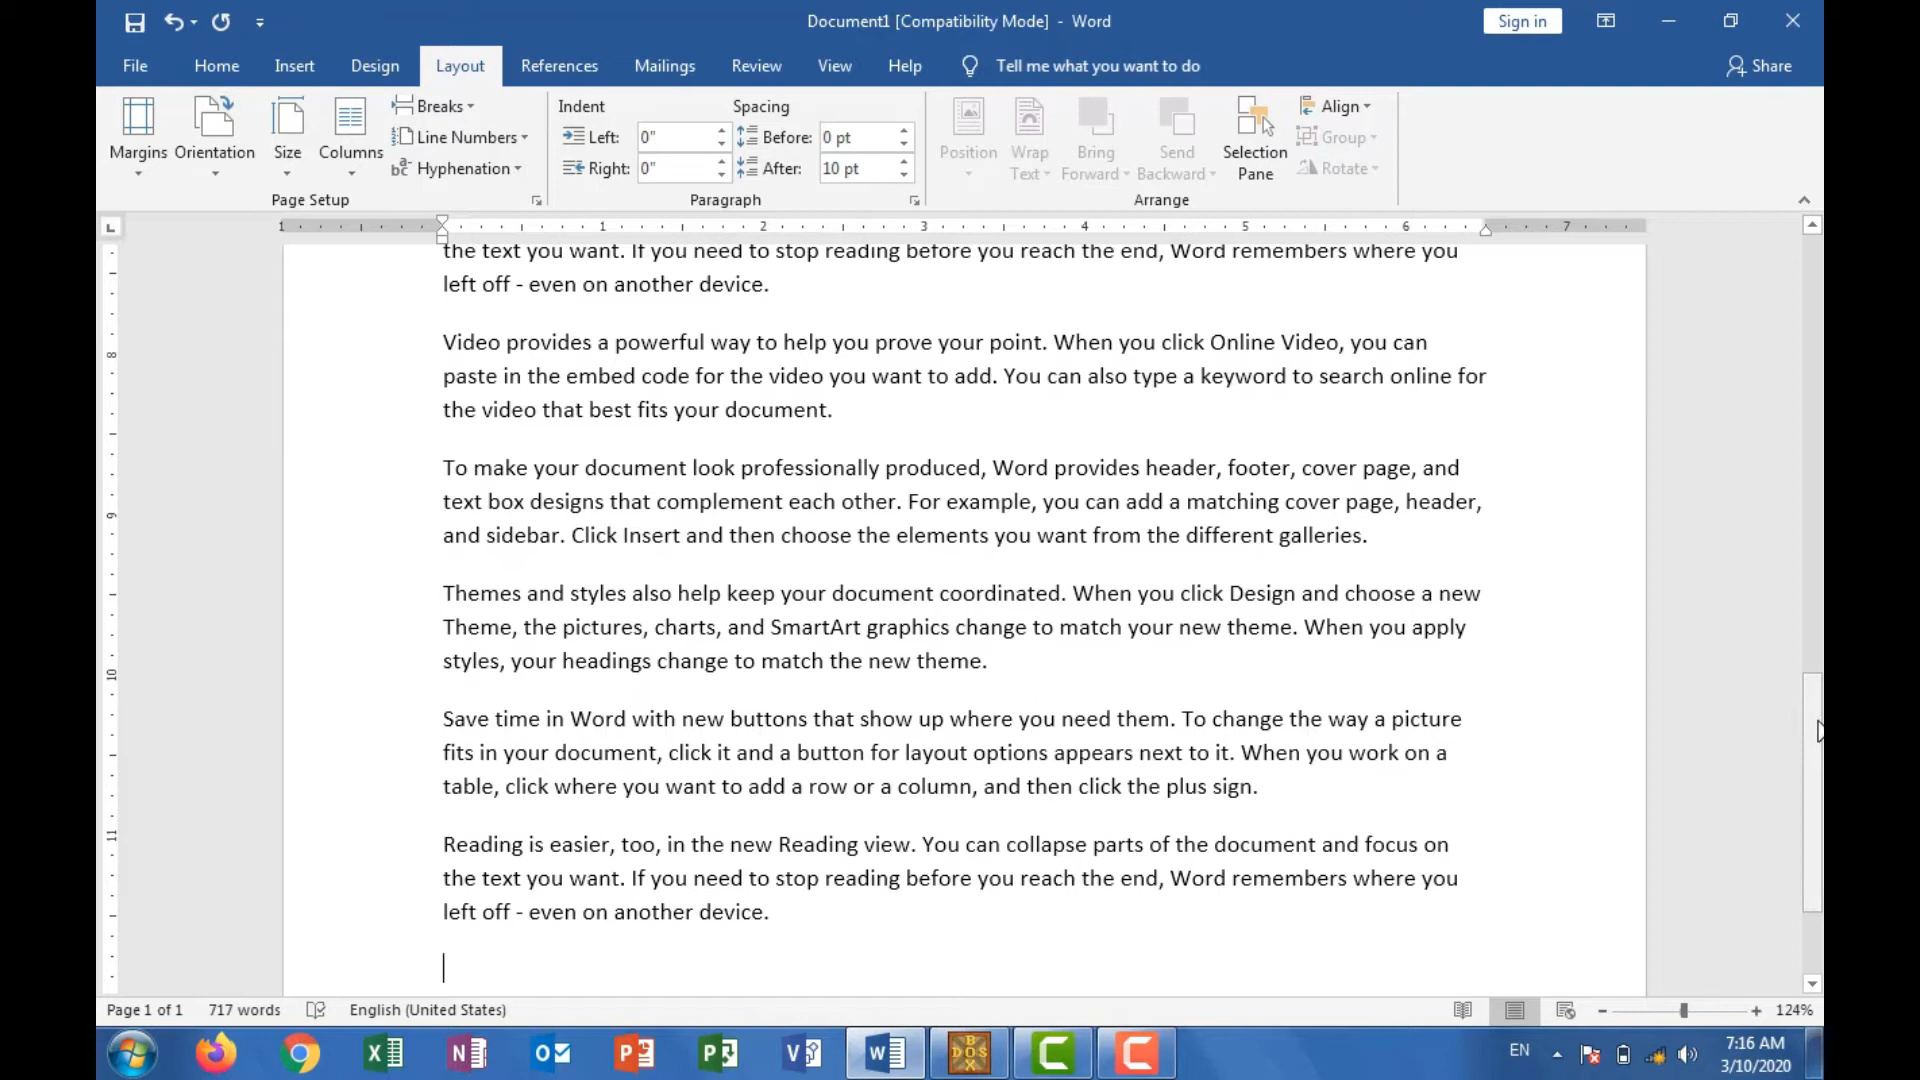 Document1 [Compatibility Mode] - Word
Sign in
File Home Insert Design Layout References Mailings Review View Help Tell me what you want to do Share
Margins Orientation Size Columns
Breaks
Line Numbers
Hyphenation
Page Setup
Indent Spacing
Left: 0" Before: 0 pt
Right: 0" After: 10 pt
Paragraph
Position
Wrap Text
Bring Forward
Send Backward
Selection Pane
Align
Group
Rotate
Arrange
1 1 2 3 4 5 6 7
8
9
10
11
the text you want. If you need to stop reading before you reach the end, Word remembers where you
left off - even on another device.
Video provides a powerful way to help you prove your point. When you click Online Video, you can
paste in the embed code for the video you want to add. You can also type a keyword to search online for
the video that best fits your document.
To make your document look professionally produced, Word provides header, footer, cover page, and
text box designs that complement each other. For example, you can add a matching cover page, header,
and sidebar. Click Insert and then choose the elements you want from the different galleries.
Themes and styles also help keep your document coordinated. When you click Design and choose a new
Theme, the pictures, charts, and SmartArt graphics change to match your new theme. When you apply
styles, your headings change to match the new theme.
Save time in Word with new buttons that show up where you need them. To change the way a picture
fits in your document, click it and a button for layout options appears next to it. When you work on a
table, click where you want to add a row or a column, and then click the plus sign.
Reading is easier, too, in the new Reading view. You can collapse parts of the document and focus on
the text you want. If you need to stop reading before you reach the end, Word remembers where you
left off - even on another device.
Page 1 of 1 717 words English (United States) 124%
DOS BOX
EN
7:16 AM
3/10/2020